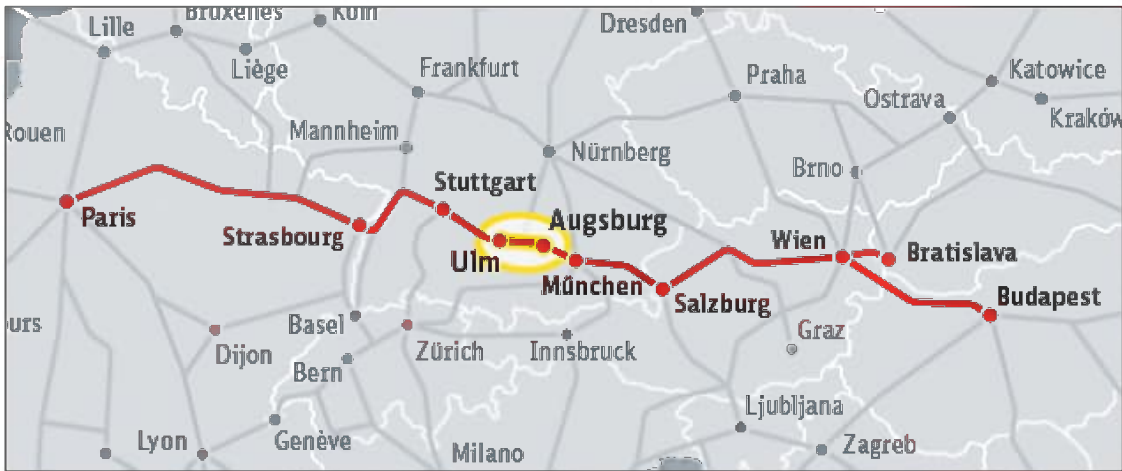 Bruxelles
Köln
Lille
Dresden
Liège
Frankfurt
Praha
Katowice
Ostrava
Kraków
Rouen
Mannheim
Nürnberg
Brno
Stuttgart
Paris
Augsburg
Strasbourg
Wien
Ulm
Bratislava
München
Salzburg
Budapest
Basel
ours
Graz
Dijon
Zürich
Innsbruck
Bern
Ljubljana
Lyon
Genève
Milano
Zagreb